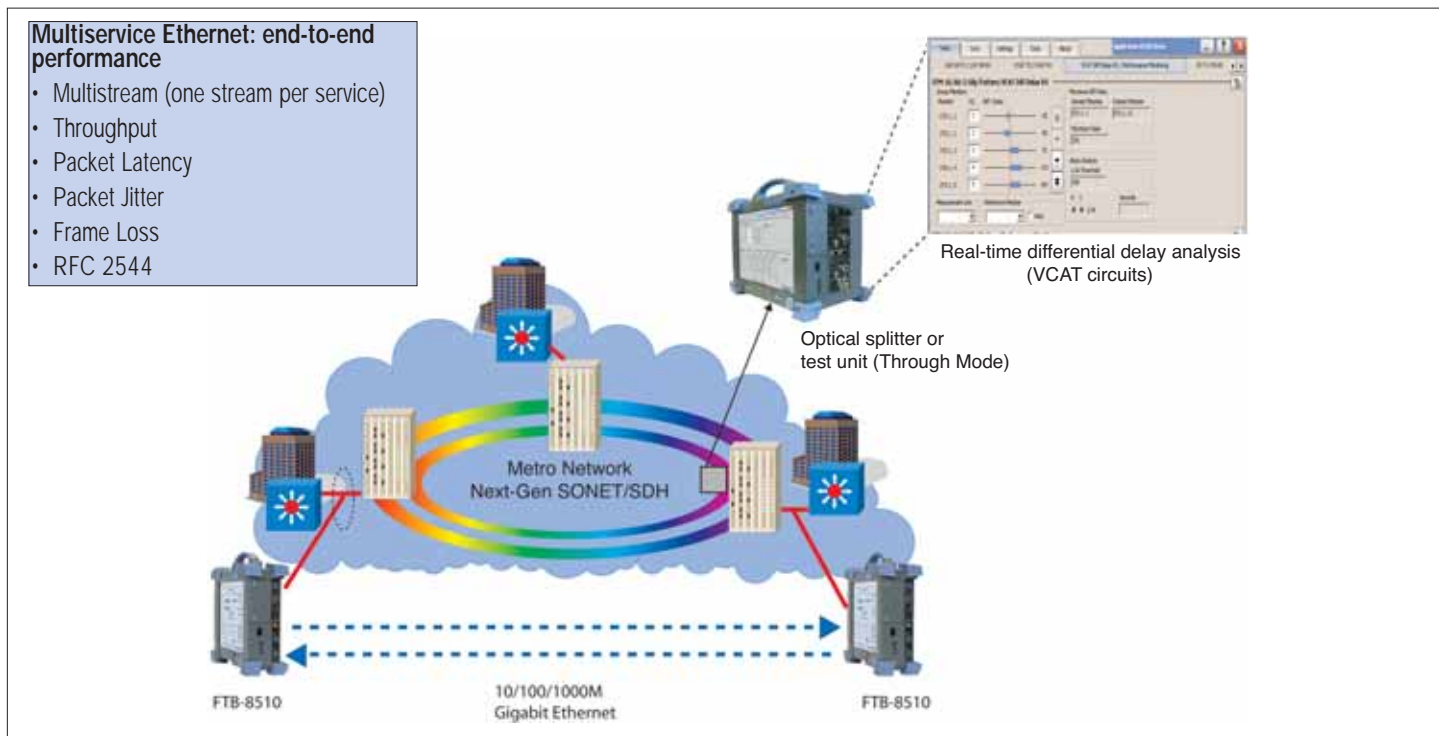 Multiservice Ethernet: end-to-end
performance
• Multistream (one stream per service)
• Throughput
• Packet Latency
• Packet Jitter
• Frame Loss
• RFC 2544
Real-time differential delay analysis
(VCAT circuits)
Optical splitter or
test unit (Through Mode)
Metro Network
Next-Gen SONET/SDH
FTB-8510
10/100/1000M
Gigabit Ethernet
FTB-8510